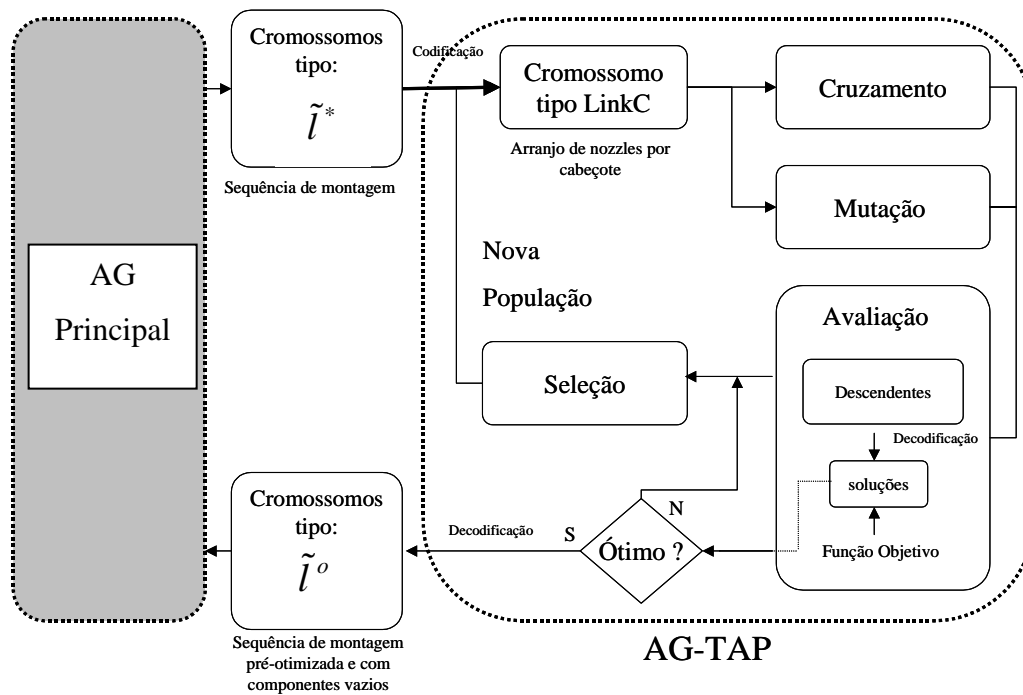 AG
Principal
Cromossomos
tipo:
l̃ *
Sequência de montagem
Codificação
Cromossomo
tipo LinkC
Arranjo de nozzles por
cabeçote
Cruzamento
Mutação
Nova
População
Seleção
Avaliação
Descendentes
Decodificação
soluções
Função Objetivo
N
S
Ótimo ?
Decodificação
Cromossomos
tipo:
l̃ o
Sequência de montagem
pré-otimizada e com
componentes vazios
AG-TAP